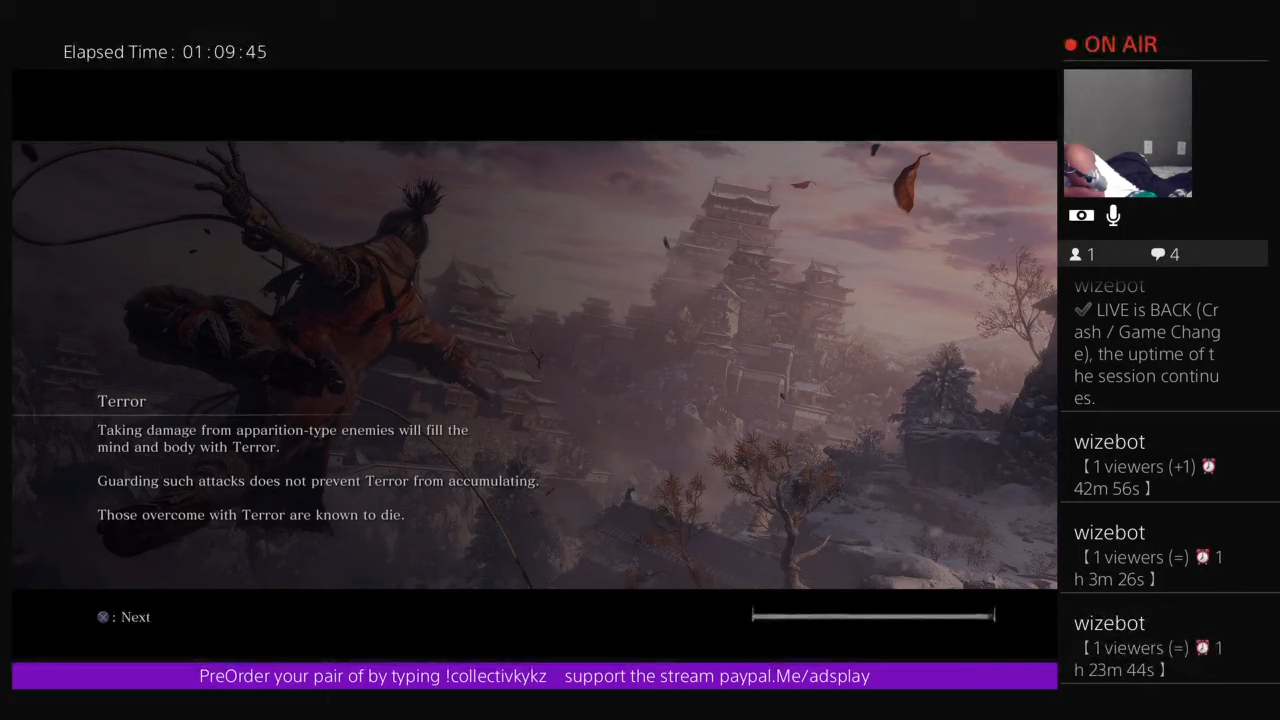 Elapsed Time: 01:09:45
ON AIR
1
4
wizebot
✔ LIVE is BACK (Cr
ash / Game Chang
e), the uptime of t
he session continu
es.
wizebot
【1 viewers (+1) ⏰
42m 56s】
wizebot
【1 viewers (=) ⏰ 1
h 3m 26s】
wizebot
【1 viewers (=) ⏰ 1
h 23m 44s】
Terror
Taking damage from apparition-type enemies will fill the
mind and body with Terror.
Guarding such attacks does not prevent Terror from accumulating.
Those overcome with Terror are known to die.
: Next
PreOrder your pair of by typing !collectivkykz support the stream paypal.Me/adsplay